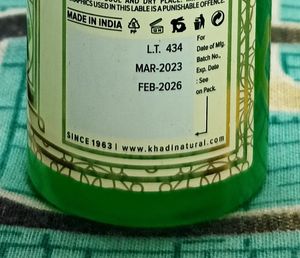 COOL AND DRY PLACE.
GRAPHICS USED IN THIS LABLE IS A PUNISHABLE OFFENCE.
MADE IN INDIA
PP
L.T. 434
MAR-2023
FEB-2026
For
Date of Mfg.
Batch No.,
Exp. Date
: See
on Pack.
SINCE 1963 | www.khadinatural.com